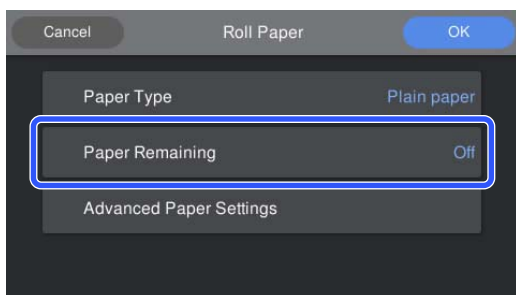 Cancel Roll Paper OK
Paper Type Plain paper
Paper Remaining Off
Advanced Paper Settings